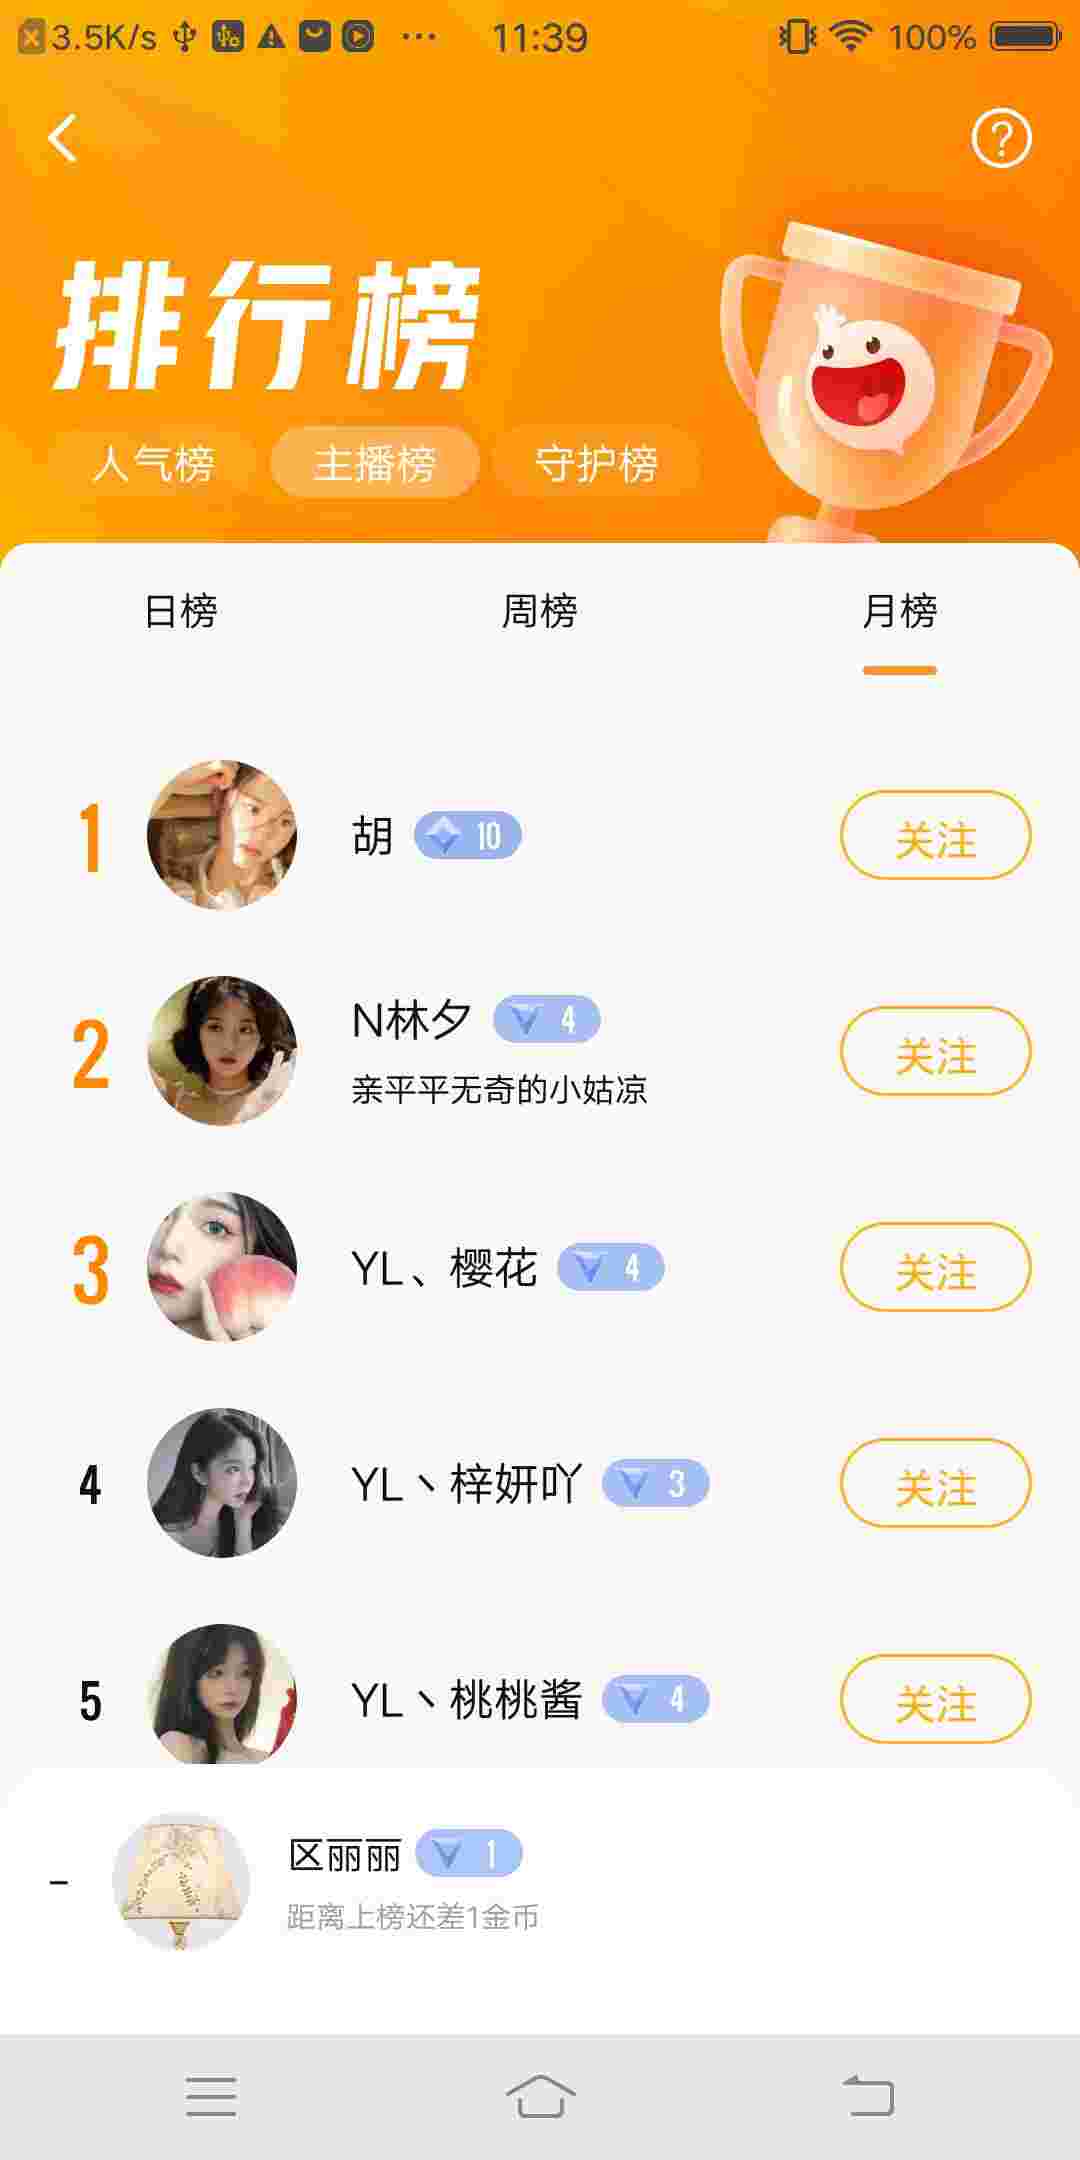 3.5K/s ... 11:39 100%
排行榜
人气榜 主播榜 守护榜
日榜 周榜 月榜
1 胡 10 关注
2 N林夕 4 关注
亲平平无奇的小姑凉
3 YL、樱花 4 关注
4 YL丶梓妍吖 3 关注
5 YL丶桃桃酱 4 关注
- 区丽丽 1
距离上榜还差1金币